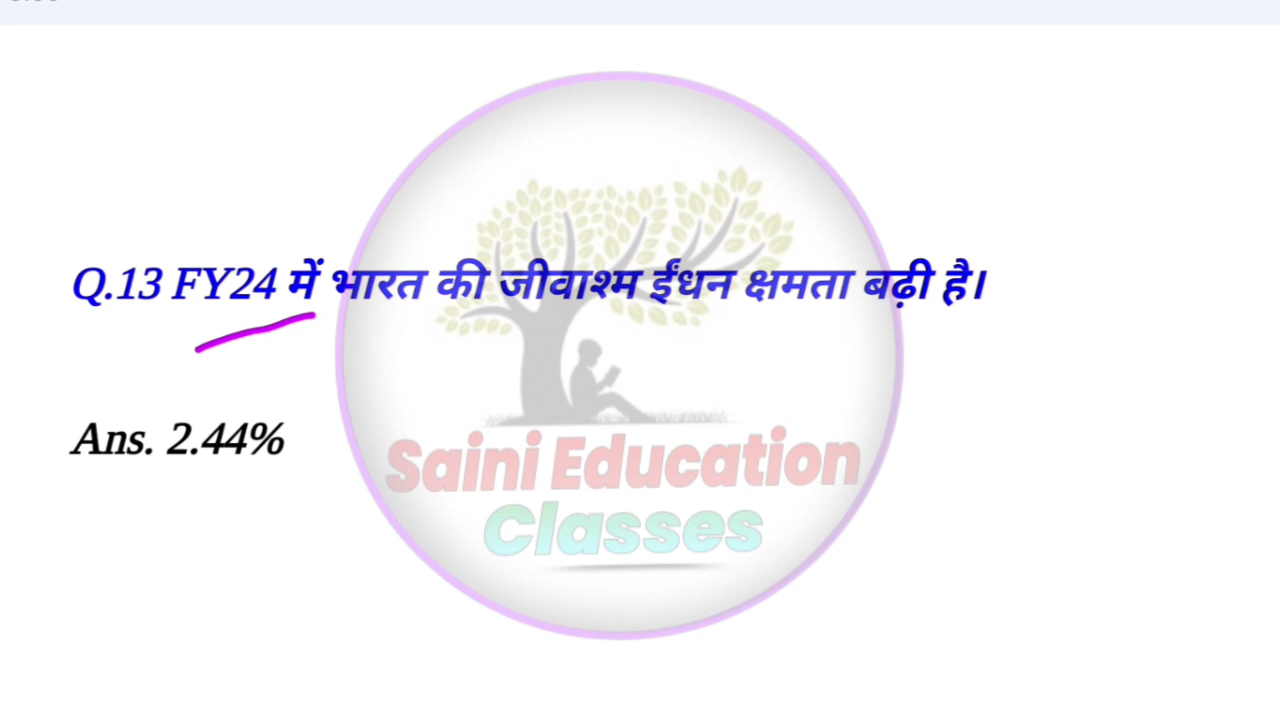 Q.13 FY24 में भारत की जीवाश्म ईंधन क्षमता बढ़ी है।
Ans. 2.44%
Saini Education
Classes